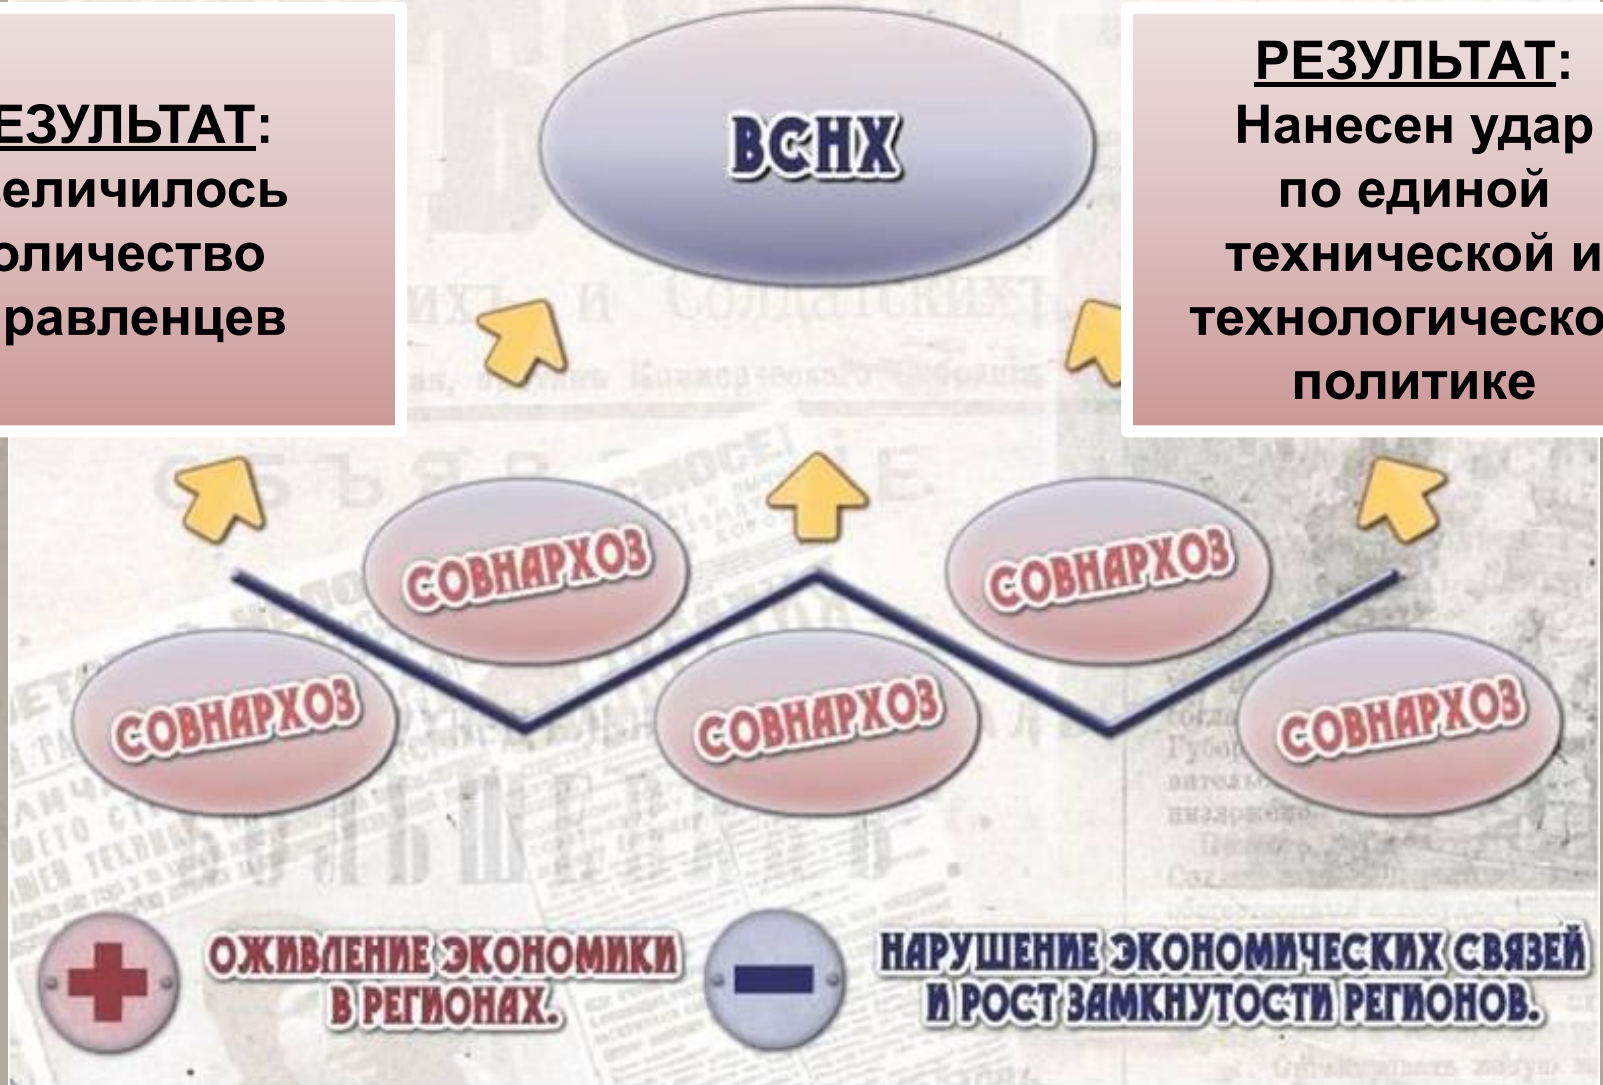 ЕЗУЛЬТАТ:
еличилось
оличество
равленцев
ВСНХ
РЕЗУЛЬТАТ:
Нанесен удар
по единой
технической и
технологическо
политике
СОВНАРХОЗ
СОВНАРХОЗ
СОВНАРХОЗ
СОВНАРХОЗ
СОВНАРХОЗ
ОЖИВЛЕНИЕ ЭКОНОМИКИ
В РЕГИОНАХ.
НАРУШЕНИЕ ЭКОНОМИЧЕСКИХ СВЯЗЕЙ
И РОСТ ЗАМКНУТОСТИ РЕГИОНОВ.